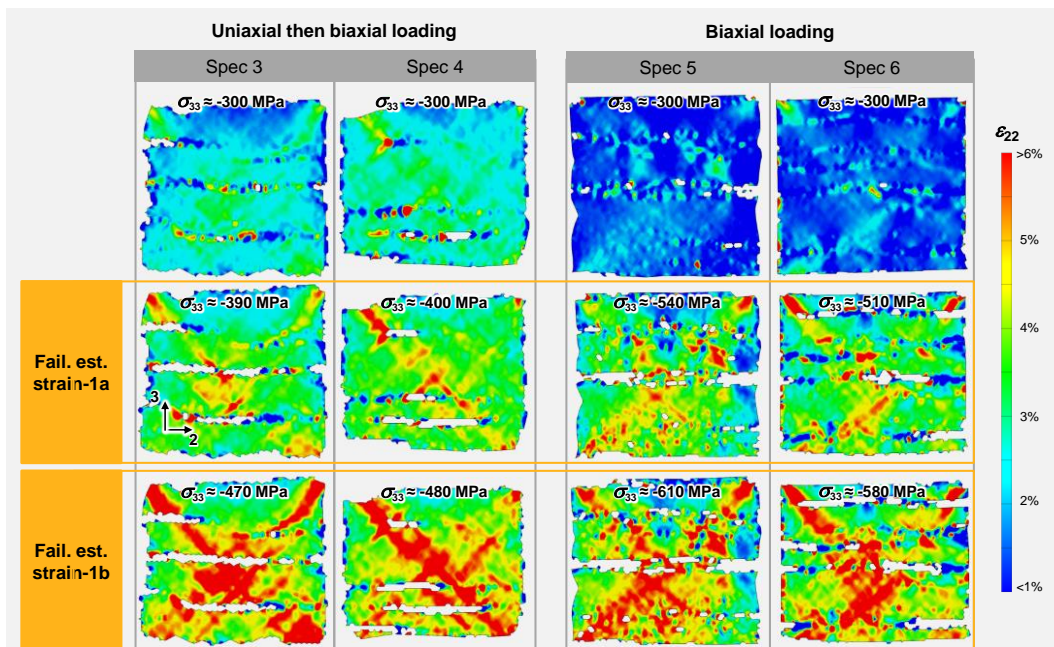 Uniaxial then biaxial loading
Biaxial loading
Spec 3
Spec 4
Spec 5
Spec 6
σ33 ≈ -300 MPa
σ33 ≈ -300 MPa
σ33 ≈ -300 MPa
σ33 ≈ -300 MPa
ε22
>6%
5%
4%
3%
2%
<1%
Fail. est.
strain-1a
σ33 ≈ -390 MPa
σ33 ≈ -400 MPa
σ33 ≈ -540 MPa
σ33 ≈ -510 MPa
3
2
Fail. est.
strain-1b
σ33 ≈ -470 MPa
σ33 ≈ -480 MPa
σ33 ≈ -610 MPa
σ33 ≈ -580 MPa